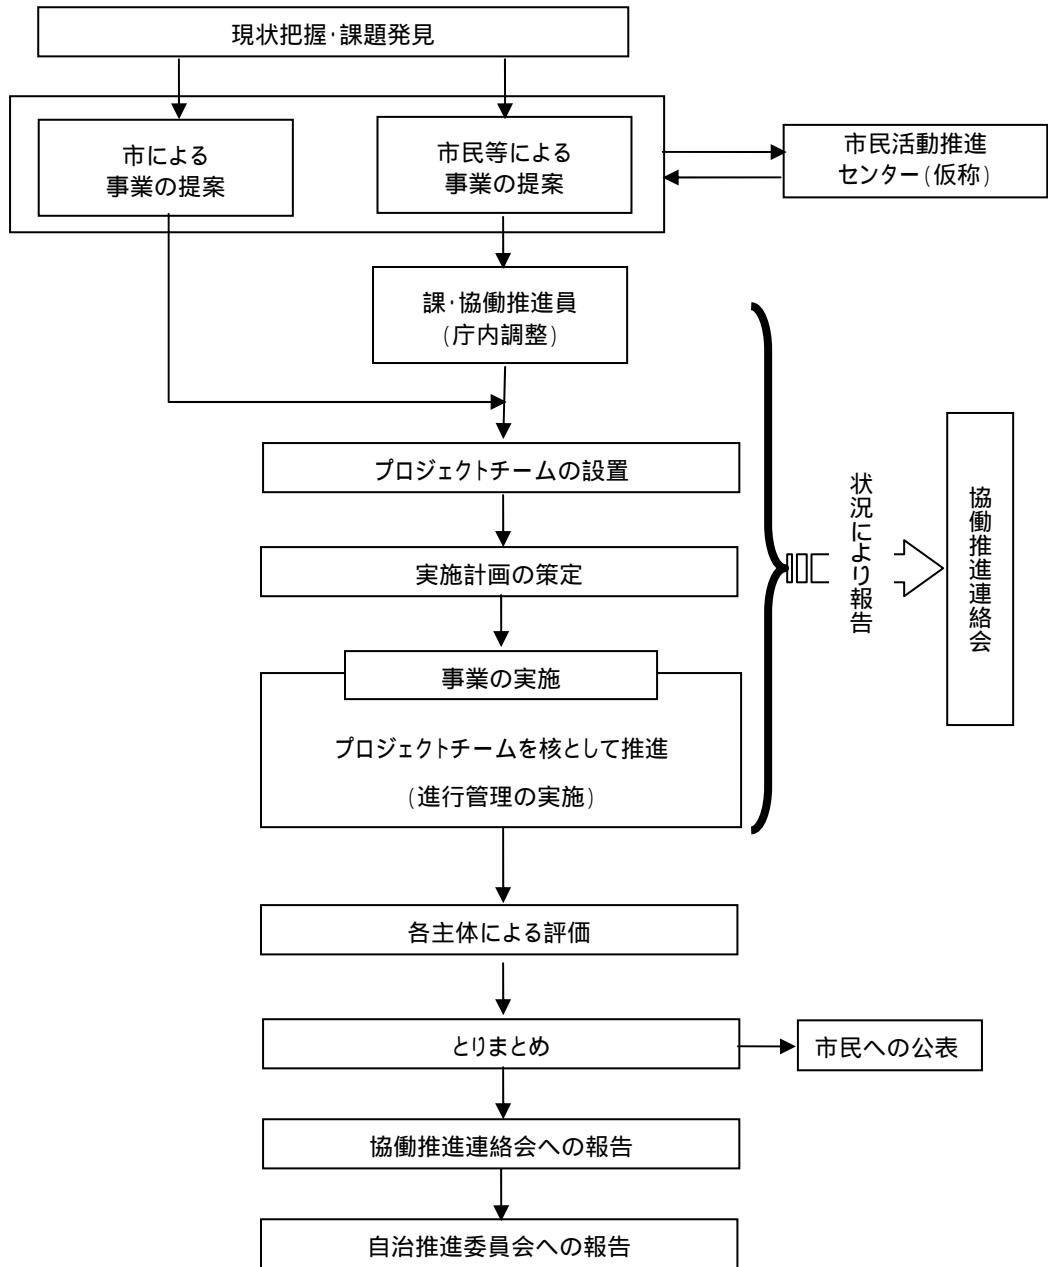 現状把握・課題発見
市による
事業の提案
市民等による
事業の提案
市民活動推進
センター(仮称)
課・協働推進員
(庁内調整)
プロジェクトチームの設置
実施計画の策定
事業の実施
プロジェクトチームを核として推進
(進行管理の実施)
状況により報告
協働推進連絡会
各主体による評価
とりまとめ
市民への公表
協働推進連絡会への報告
自治推進委員会への報告